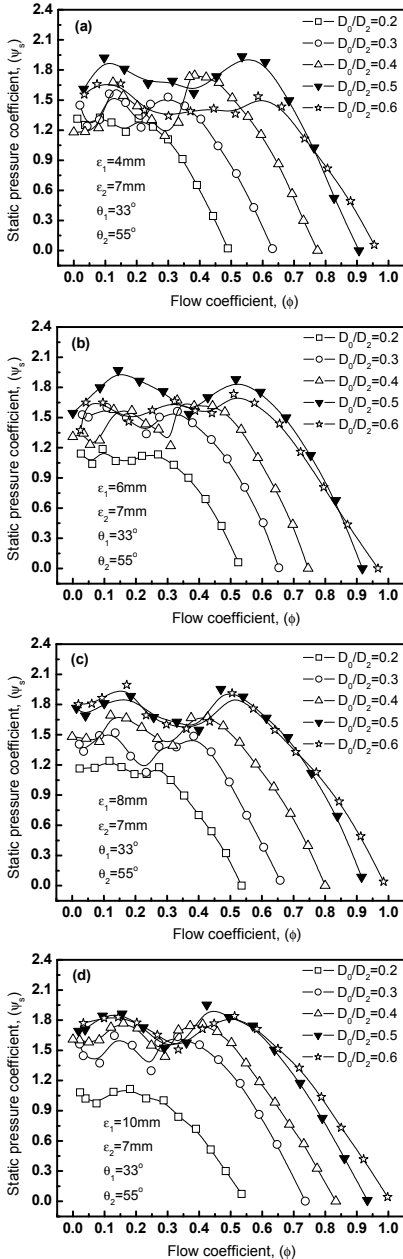 (a)
2.4
2.1
1.8
1.5
1.2
0.9
0.6
0.3
0.0
Static pressure coefficient, (ψₛ)
D₀/D₂=0.2
D₀/D₂=0.3
D₀/D₂=0.4
D₀/D₂=0.5
D₀/D₂=0.6
ε₁=4mm
ε₂=7mm
θ₁=33°
θ₂=55°
0.0 0.1 0.2 0.3 0.4 0.5 0.6 0.7 0.8 0.9 1.0
Flow coefficient, (ϕ)
(b)
2.4
2.1
1.8
1.5
1.2
0.9
0.6
0.3
0.0
Static pressure coefficient, (ψₛ)
D₀/D₂=0.2
D₀/D₂=0.3
D₀/D₂=0.4
D₀/D₂=0.5
D₀/D₂=0.6
ε₁=6mm
ε₂=7mm
θ₁=33°
θ₂=55°
0.0 0.1 0.2 0.3 0.4 0.5 0.6 0.7 0.8 0.9 1.0
Flow coefficient, (ϕ)
(c)
2.4
2.1
1.8
1.5
1.2
0.9
0.6
0.3
0.0
Static pressure coefficient, (ψₛ)
D₀/D₂=0.2
D₀/D₂=0.3
D₀/D₂=0.4
D₀/D₂=0.5
D₀/D₂=0.6
ε₁=8mm
ε₂=7mm
θ₁=33°
θ₂=55°
0.0 0.1 0.2 0.3 0.4 0.5 0.6 0.7 0.8 0.9 1.0
Flow coefficient, (ϕ)
(d)
2.4
2.1
1.8
1.5
1.2
0.9
0.6
0.3
0.0
Static pressure coefficient, (ψₛ)
D₀/D₂=0.2
D₀/D₂=0.3
D₀/D₂=0.4
D₀/D₂=0.5
D₀/D₂=0.6
ε₁=10mm
ε₂=7mm
θ₁=33°
θ₂=55°
0.0 0.1 0.2 0.3 0.4 0.5 0.6 0.7 0.8 0.9 1.0
Flow coefficient, (ϕ)